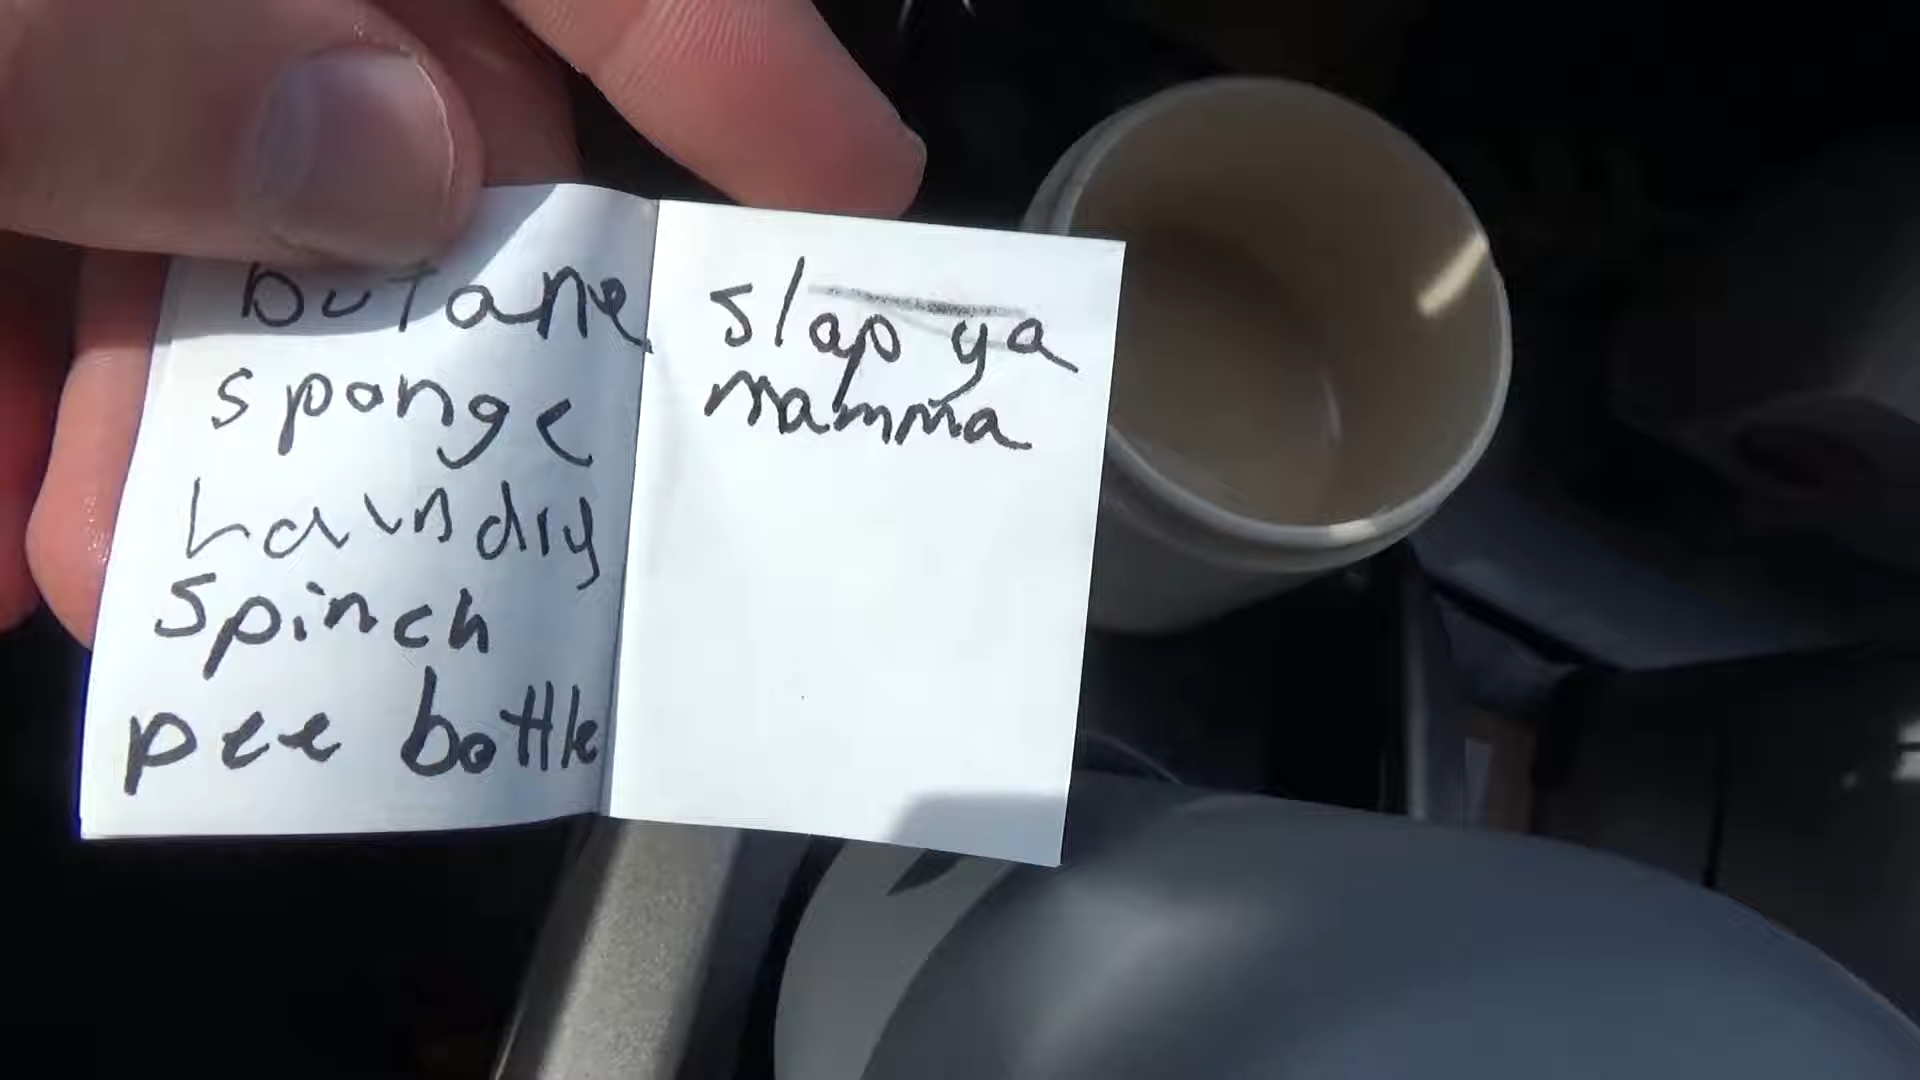 butane
sponge
Laundry
Spinch
pee bottle
slap ya
mamma